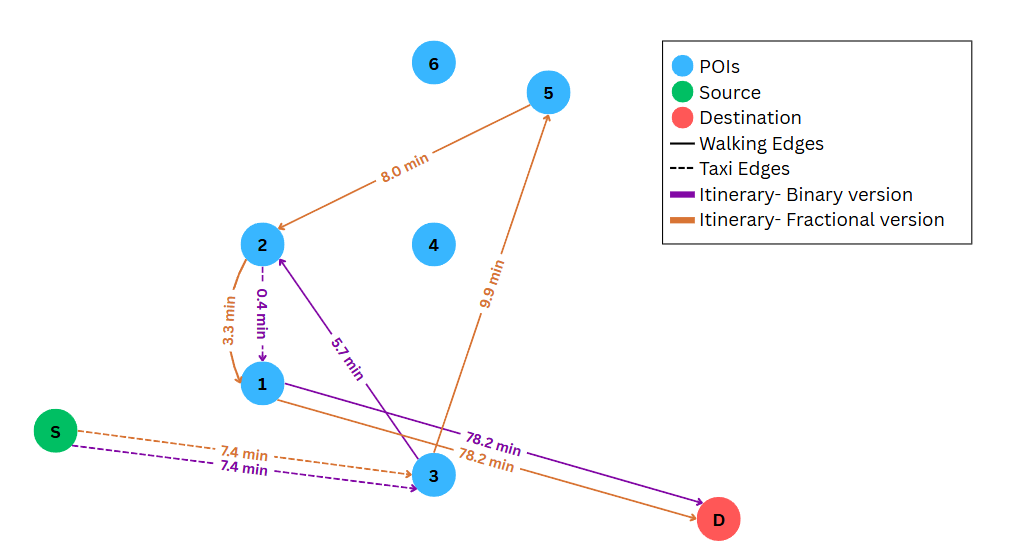 6
5
POIs
Source
Destination
Walking Edges
Taxi Edges
Itinerary- Binary version
Itinerary- Fractional version
8.0 min
2
4
9.9 min
0.4 min
3.3 min
5.7 min
1
S
78.2 min
7.4 min
78.2 min
7.4 min
3
D